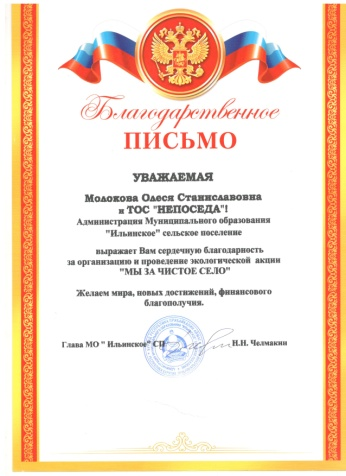 Благодарственное
ПИСЬМО
УВАЖАЕМАЯ
Молокова Олеся Станиславовна
и ТОС "НЕПОСЕДА"!
Администрация Муниципального образования
"Ильинское" сельское поселение
выражает Вам сердечную благодарность
за организацию и проведение экологической акции
"МЫ ЗА ЧИСТОЕ СЕЛО"
Желаем мира, новых достижений, финансового
благополучия.
Глава МО " Ильинское" СП И.Н. Челмакин